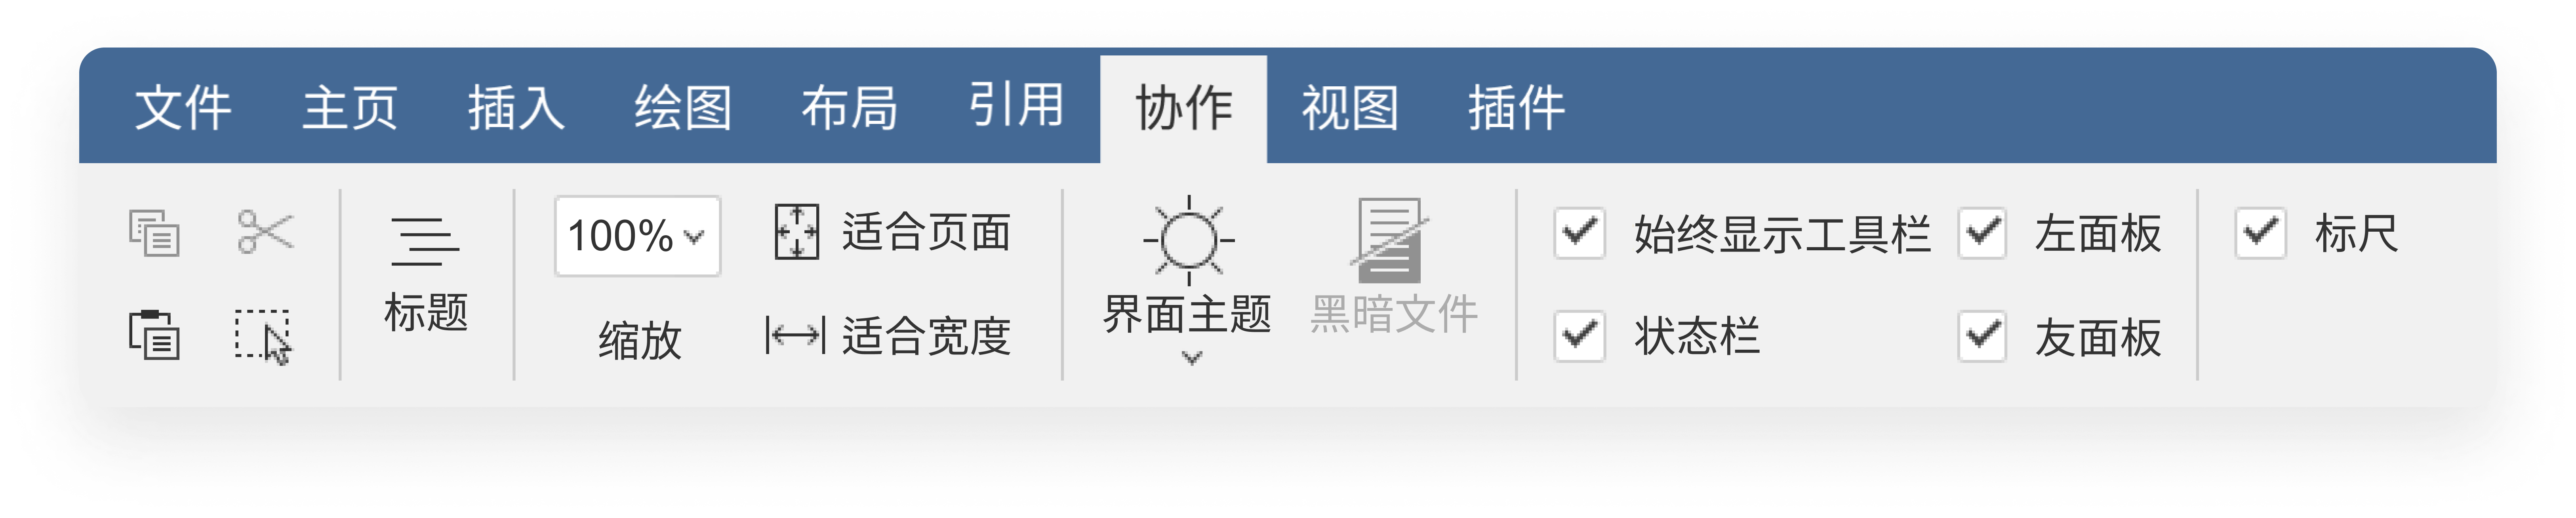 文件 主页 插入 绘图 布局 引用 协作 视图 插件
100% 适合页面 始终显示工具栏 左面板 标尺
标题 缩放 适合宽度 界面主题 黑暗文件 状态栏 友面板